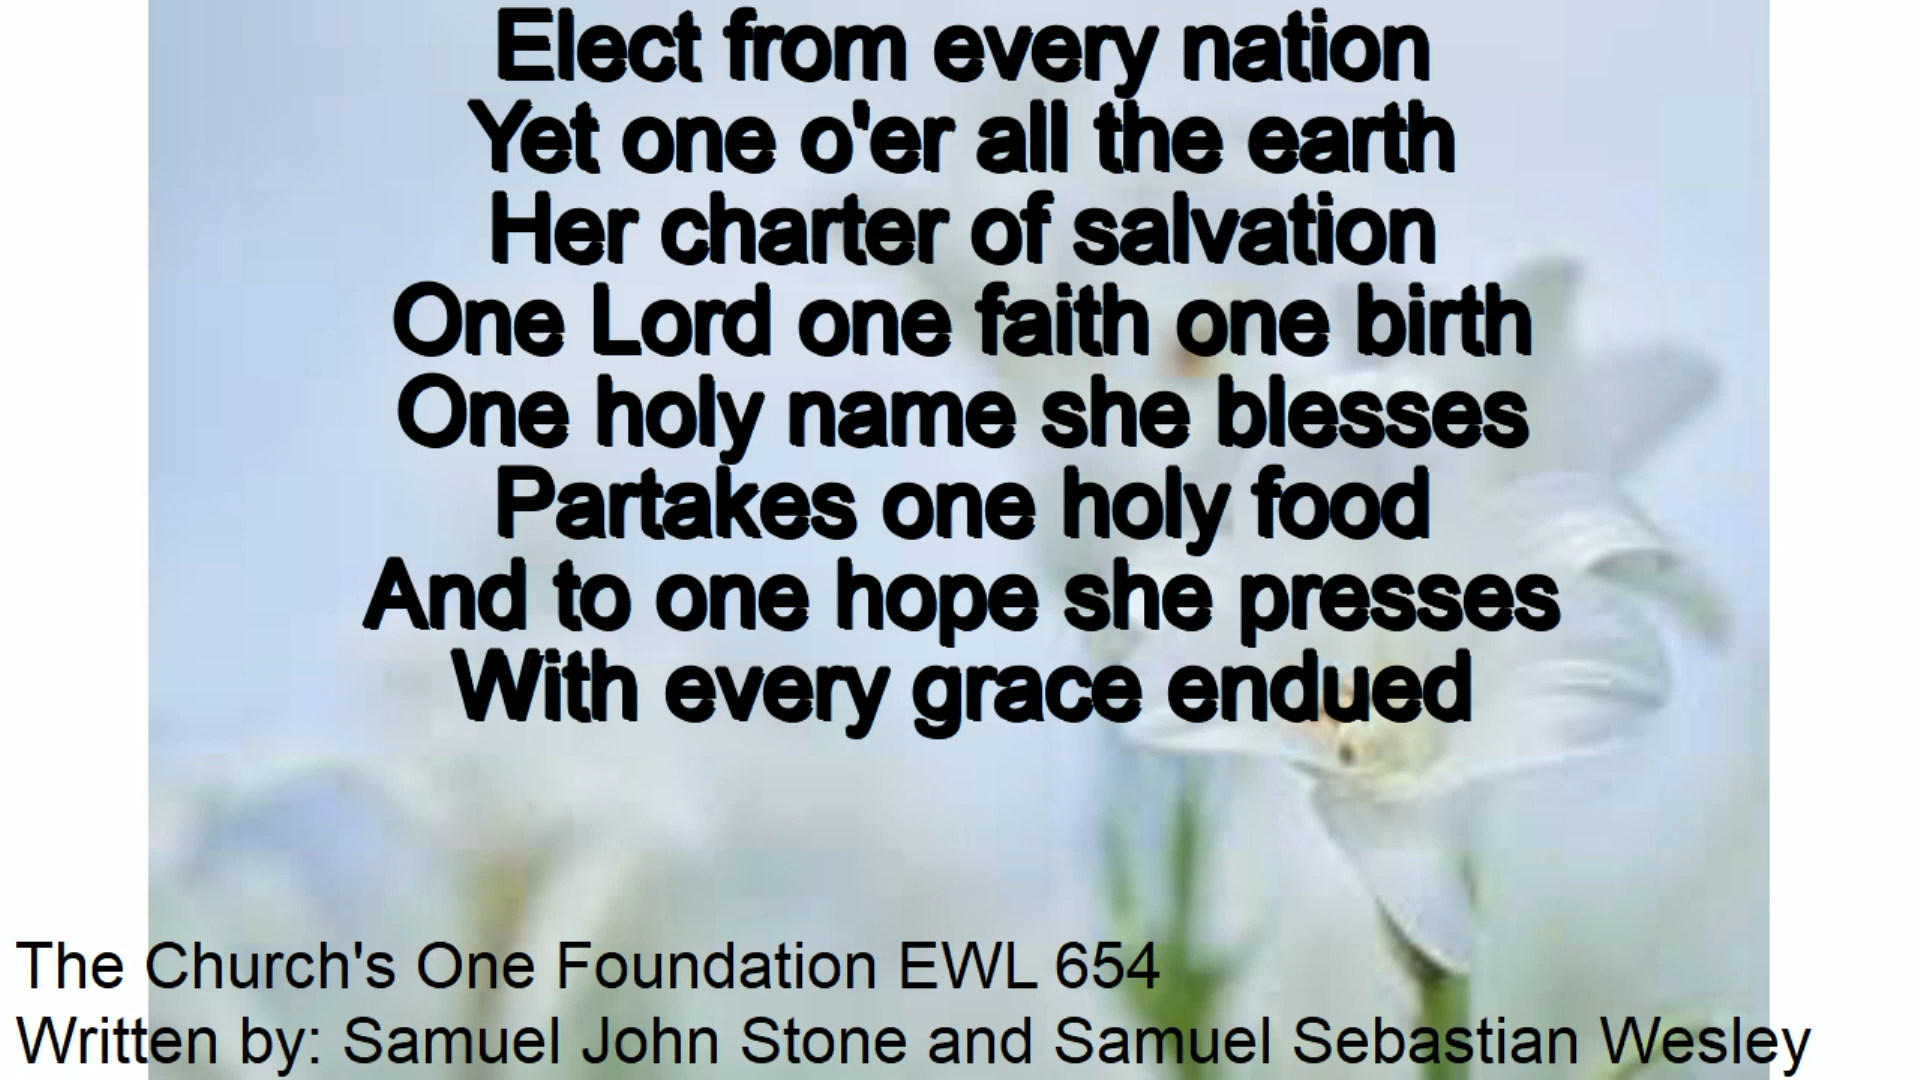 Elect from every nation
Yet one o'er all the earth
Her charter of salvation
One Lord one faith one birth
One holy name she blesses
Partakes one holy food
And to one hope she presses
With every grace endued
The Church's One Foundation EWL 654
Written by: Samuel John Stone and Samuel Sebastian Wesley